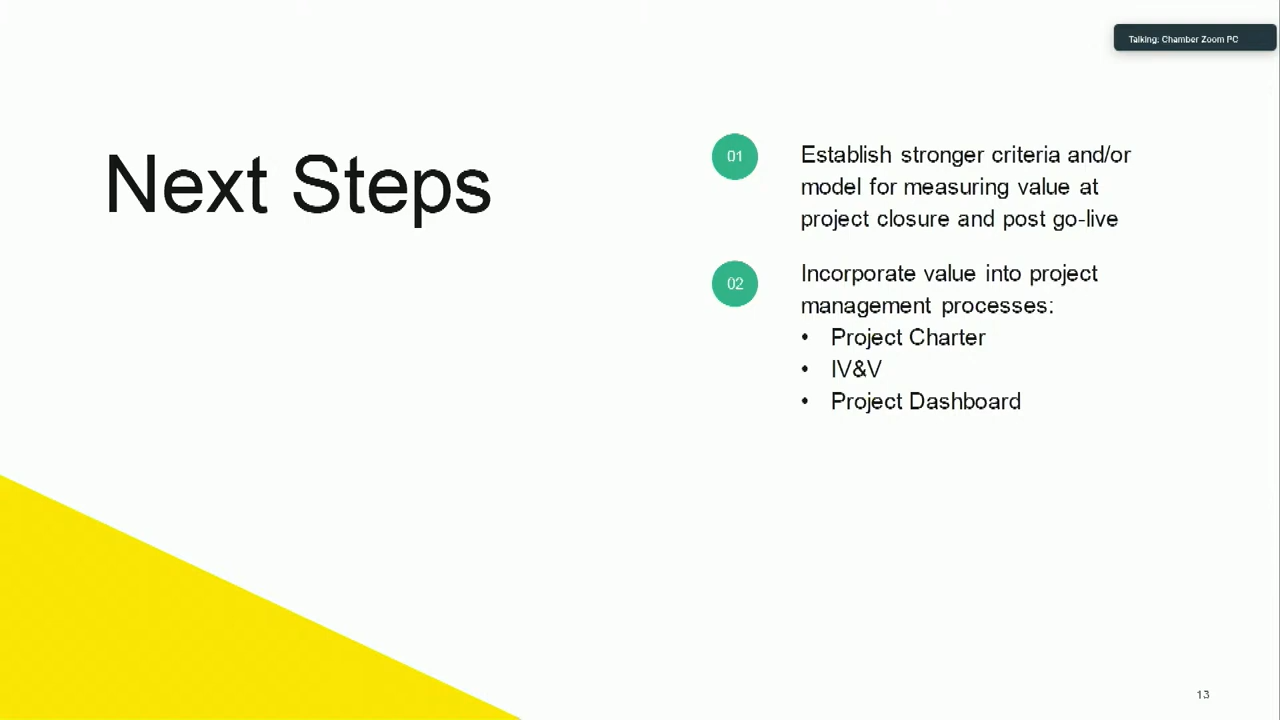 Talking: Chamber Zoom PC
Next Steps
01
Establish stronger criteria and/or
model for measuring value at
project closure and post go-live
02
Incorporate value into project
management processes:
• Project Charter
• IV&V
• Project Dashboard
13